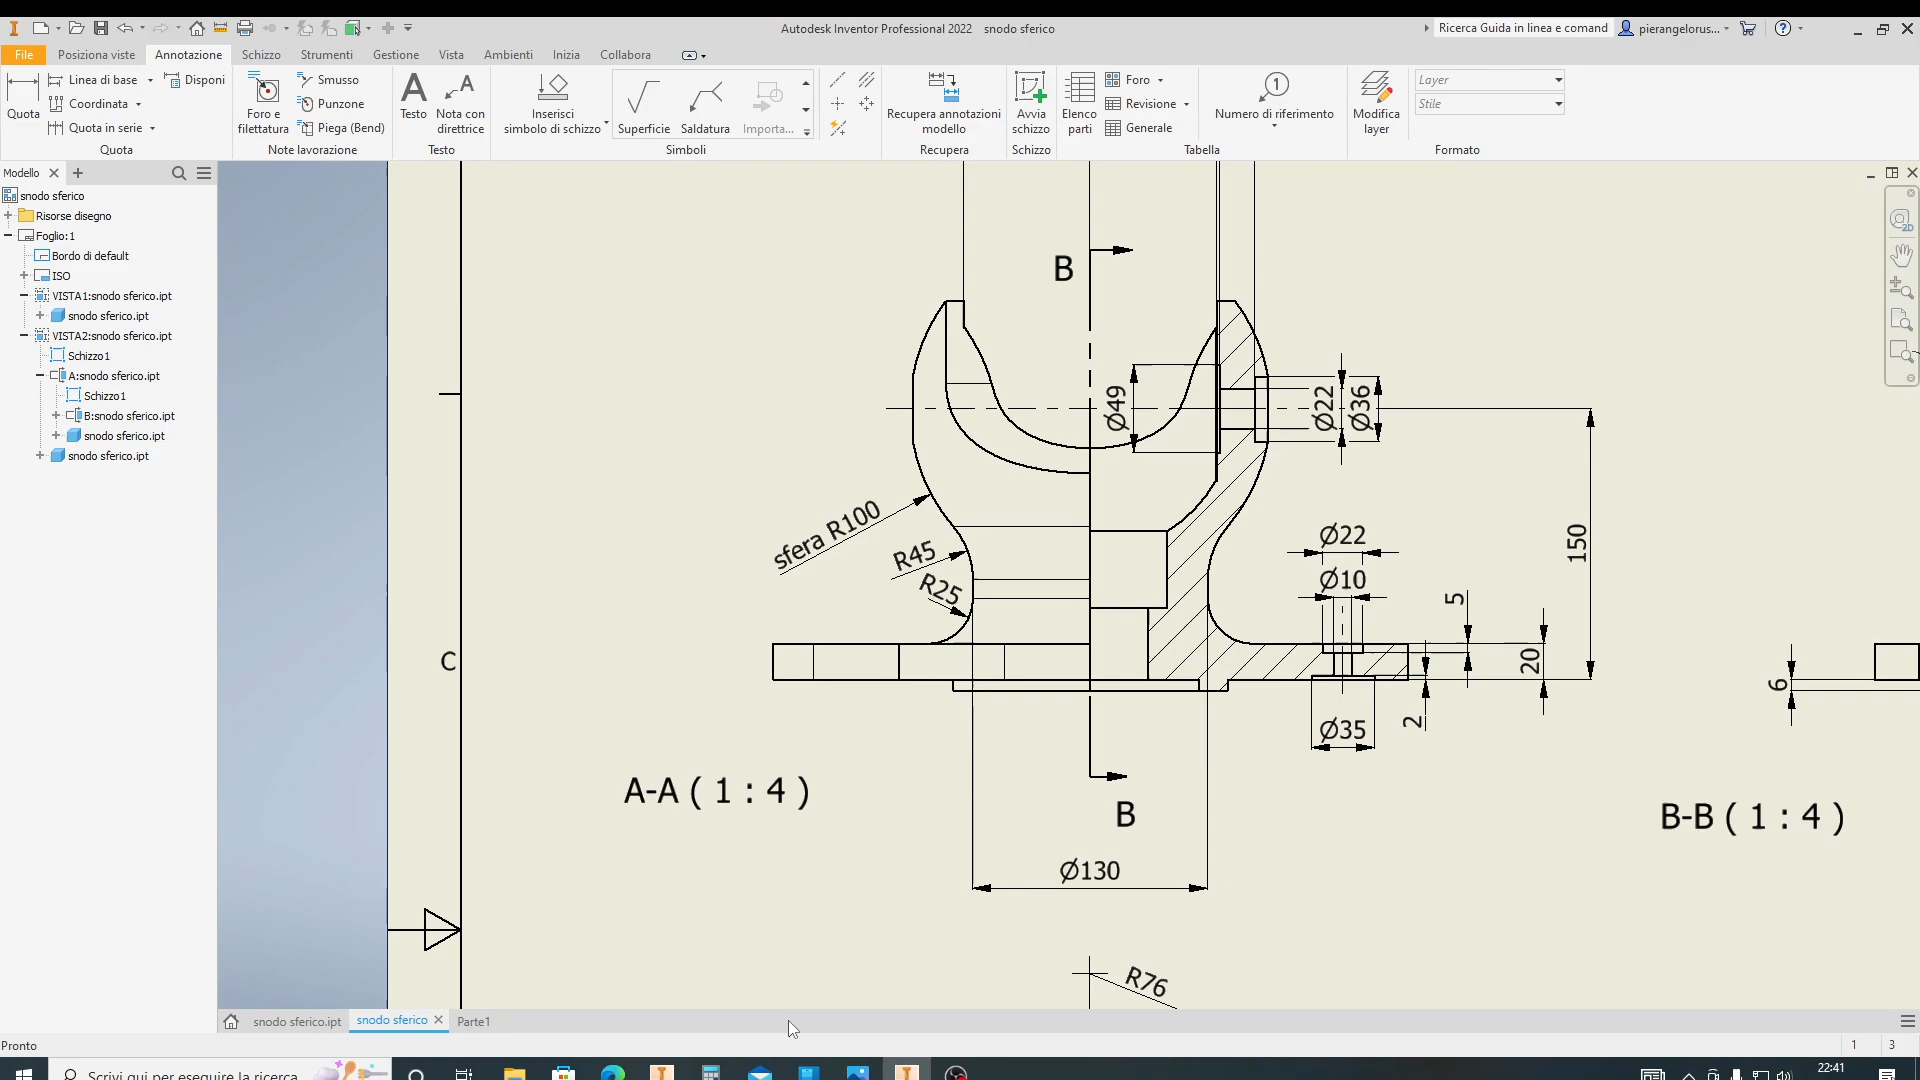 Autodesk Inventor Professional 2022 snodo sferico
Ricerca Guida in linea e comand
pierangelorus...
File Posiziona viste Annotazione Schizzo Strumenti Gestione Vista Ambienti Inizia Collabora
Quota
Linea di base
Disponi
Coordinata
Quota in serie
Quota
Foro e
filettatura
Smusso
Punzone
Piega (Bend)
Note lavorazione
Testo
Nota con
direttrice
Testo
Inserisci
simbolo di schizzo
Superficie
Saldatura
Importa...
Simboli
Recupera annotazioni
modello
Recupera
Avvia
schizzo
Schizzo
Elenco
parti
Foro
Revisione
Generale
Numero di riferimento
Tabella
Modifica
layer
Layer
Stile
Formato
Modello
snodo sferico
Risorse disegno
Foglio:1
Bordo di default
ISO
VISTA1:snodo sferico.ipt
snodo sferico.ipt
VISTA2:snodo sferico.ipt
Schizzo1
A:snodo sferico.ipt
Schizzo1
B:snodo sferico.ipt
snodo sferico.ipt
snodo sferico.ipt
B
Ø49
Ø22
Ø36
sfera R100
R45
R25
Ø22
Ø10
150
5
20
C
6
2
Ø35
A-A ( 1 : 4 )
B
B-B ( 1 : 4 )
Ø130
R76
snodo sferico.ipt snodo sferico Parte1
Pronto
1 3
Scrivi qui per eseguire la ricerca
22:41